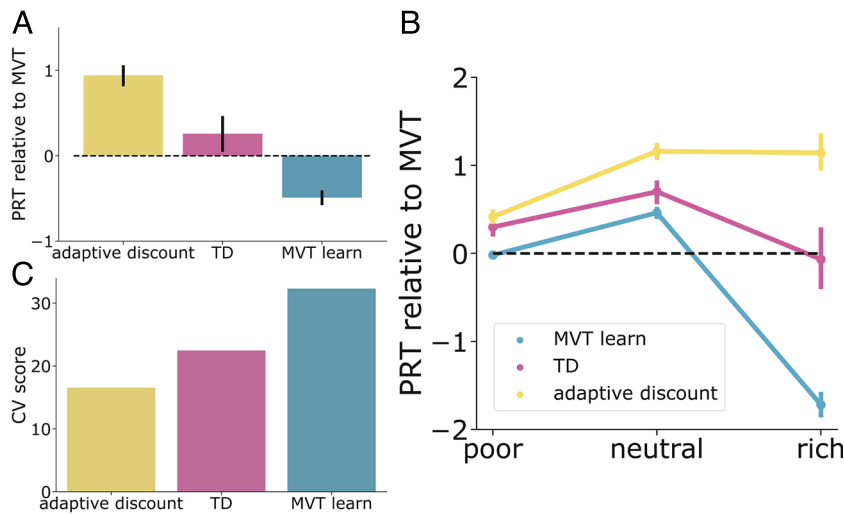 A
PRT relative to MVT
1
0
−1
adaptive discount
TD
MVT learn
B
PRT relative to MVT
2
1
0
−1
−2
poor
neutral
rich
MVT learn
TD
adaptive discount
C
CV score
30
20
10
0
adaptive discount
TD
MVT learn